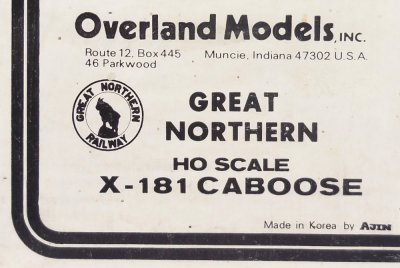 Overland Models, INC.
Route 12, Box 445 Muncie, Indiana 47302 U.S.A.
46 Parkwood
GREAT NORTHERN RAILWAY
GREAT
NORTHERN
HO SCALE
X-181 CABOOSE
Made in Korea by AJIN